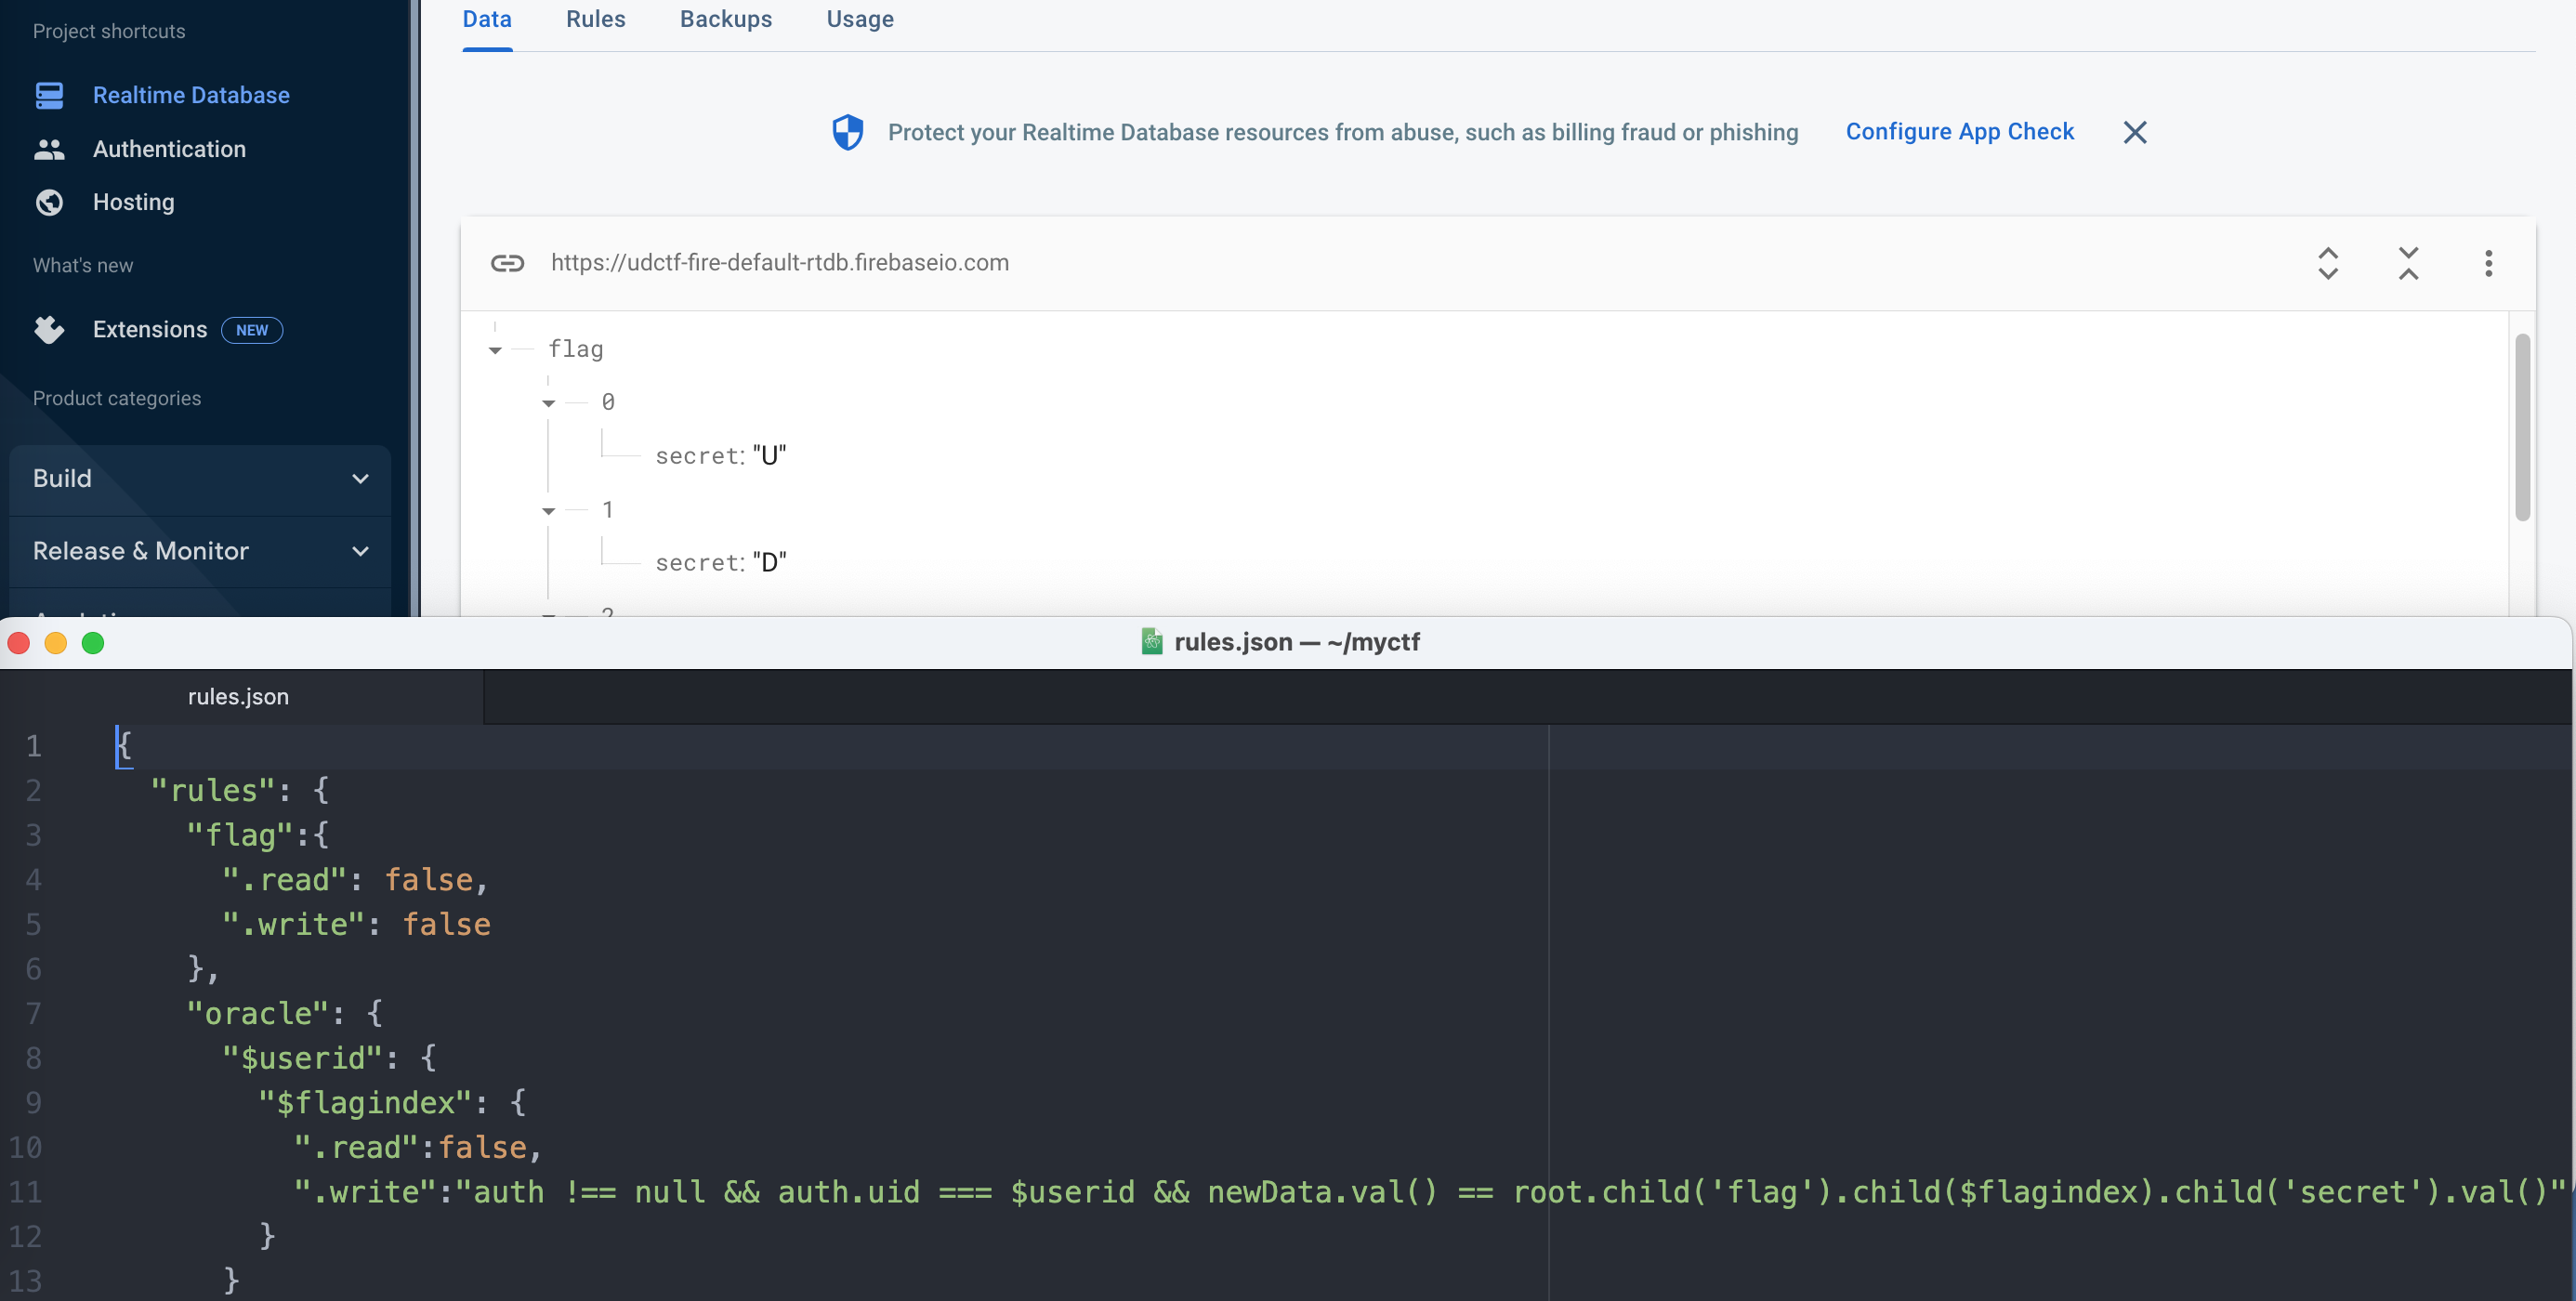 Project shortcuts
Realtime Database
Authentication
Hosting
What's new
Extensions NEW
Product categories
Build
Release & Monitor
Data Rules Backups Usage
Protect your Realtime Database resources from abuse, such as billing fraud or phishing Configure App Check
https://udctf-fire-default-rtdb.firebaseio.com
flag
0
secret: "U"
1
secret: "D"
2
rules.json — ~/myctf
rules.json
1 {
2 "rules": {
3 "flag":{
4 ".read": false,
5 ".write": false
6 },
7 "oracle": {
8 "$userid": {
9 "$flagindex": {
10 ".read":false,
11 ".write":"auth !== null && auth.uid === $userid && newData.val() == root.child('flag').child($flagindex).child('secret').val()"
12 }
13 }